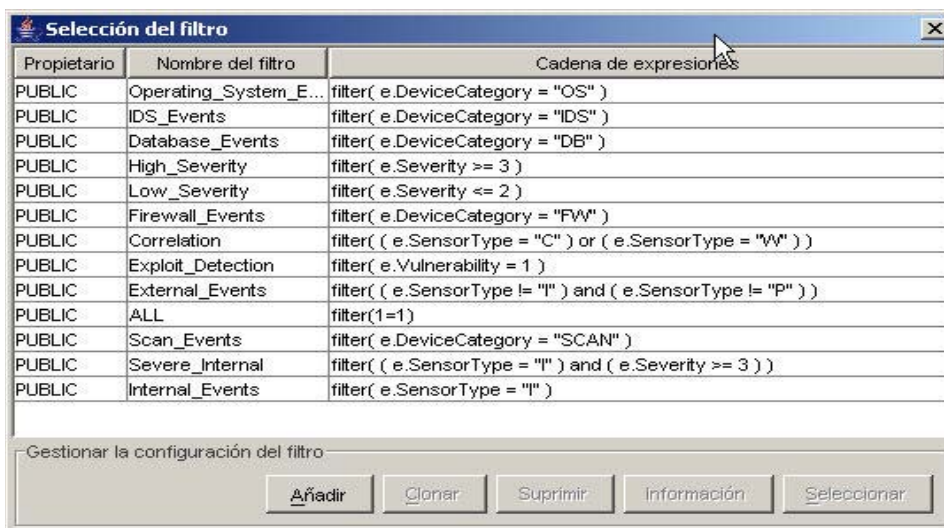 Selección del filtro
Propietario Nombre del filtro Cadena de expresiones
PUBLIC Operating_System_E... filter( e.DeviceCategory = "OS" )
PUBLIC IDS_Events filter( e.DeviceCategory = "IDS" )
PUBLIC Database_Events filter( e.DeviceCategory = "DB" )
PUBLIC High_Severity filter( e.Severity >= 3 )
PUBLIC Low_Severity filter( e.Severity <= 2 )
PUBLIC Firewall_Events filter( e.DeviceCategory = "FW" )
PUBLIC Correlation filter( ( e.SensorType = "C" ) or ( e.SensorType = "W" ) )
PUBLIC Exploit_Detection filter( e.Vulnerability = 1 )
PUBLIC External_Events filter( ( e.SensorType != "I" ) and ( e.SensorType != "P" ) )
PUBLIC ALL filter(1=1)
PUBLIC Scan_Events filter( e.DeviceCategory = "SCAN" )
PUBLIC Severe_Internal filter( ( e.SensorType = "I" ) and ( e.Severity >= 3 ) )
PUBLIC Internal_Events filter( e.SensorType = "I" )
Gestionar la configuración del filtro
Añadir Clonar Suprimir Información Seleccionar